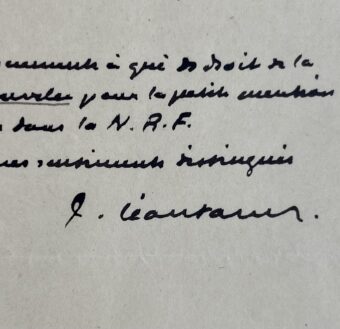 à qui de droit de la
pour la petite mention
dans la N. R. F.
sentiments distingués
P. Léautaud.